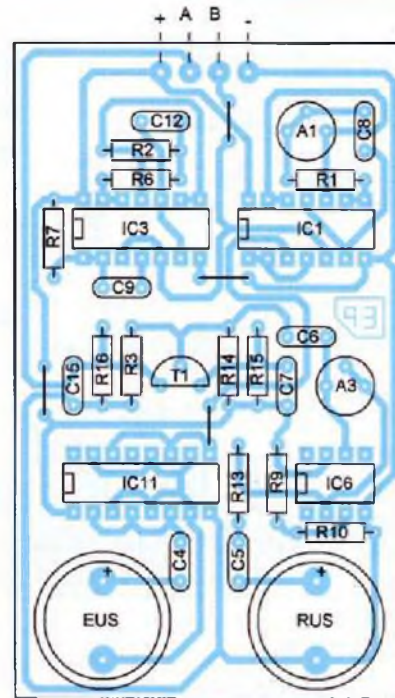 + A B -
C12 A1 C8
R2
R6 R1
R7 IC3 IC1
C9
C6
C15 R16 R3 T1 R14 R15 C7 A3
IC11 R13 R9 IC6
R10
C4 C5
+ +
EUS RUS